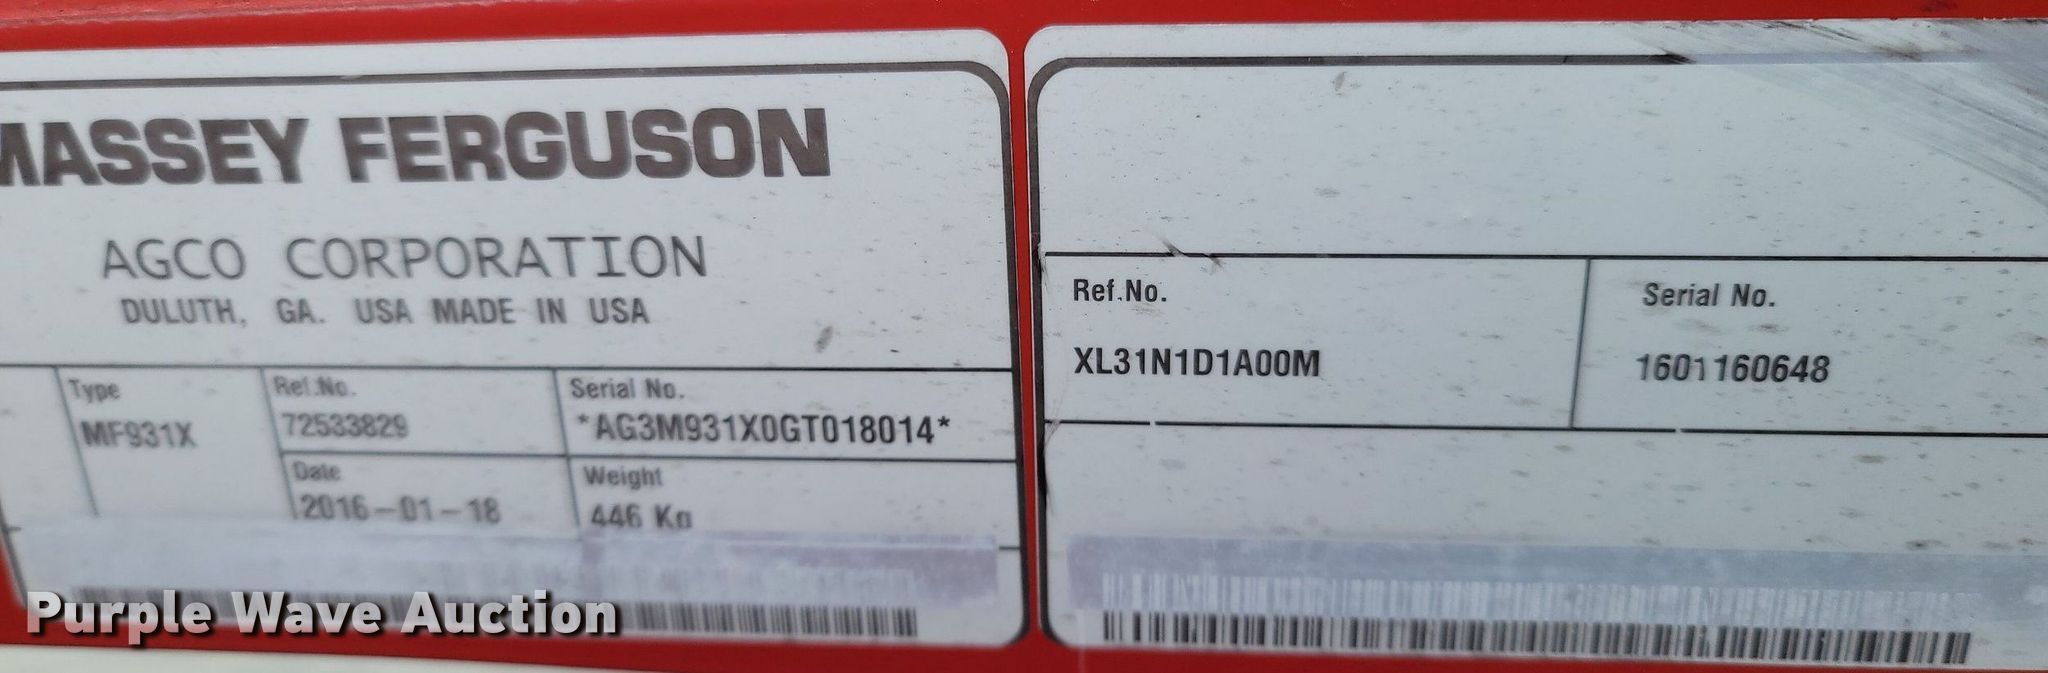 MASSEY FERGUSON
AGCO CORPORATION
DULUTH, GA. USA MADE IN USA
Type
MF931X
Ref.No.
72533829
Serial No.
*AG3M931X0GT018014*
Date
2016-01-18
Weight
446 Kg
Ref.No.
XL31N1D1A00M
Serial No.
1601160648
Purple Wave Auction